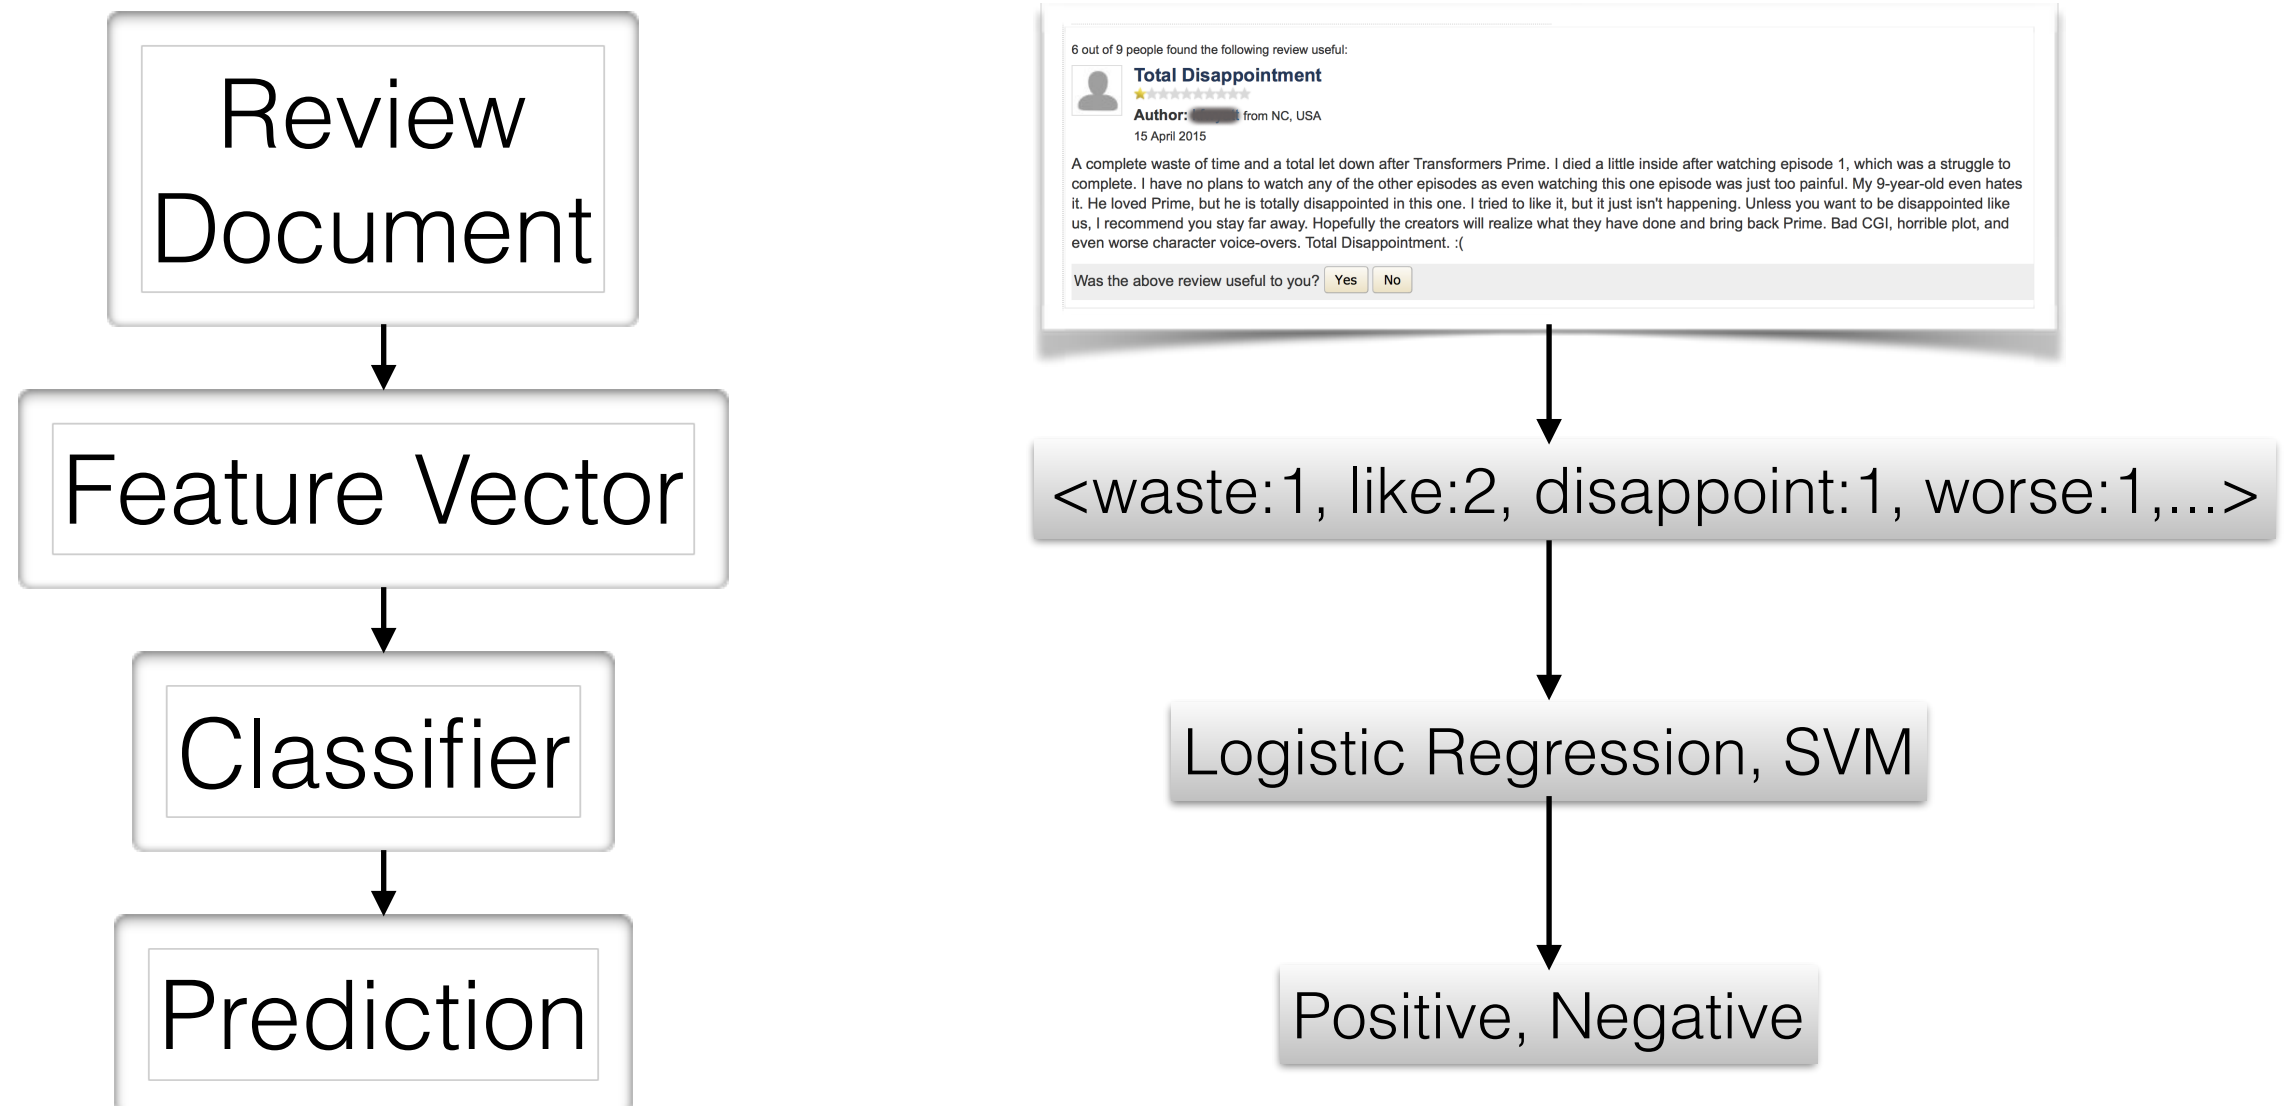 Review
Document
Feature Vector
Classifier
Prediction
6 out of 9 people found the following review useful:
Total Disappointment
Author: from NC, USA
15 April 2015
A complete waste of time and a total let down after Transformers Prime. I died a little inside after watching episode 1, which was a struggle to
complete. I have no plans to watch any of the other episodes as even watching this one episode was just too painful. My 9-year-old even hates
it. He loved Prime, but he is totally disappointed in this one. I tried to like it, but it just isn't happening. Unless you want to be disappointed like
us, I recommend you stay far away. Hopefully the creators will realize what they have done and bring back Prime. Bad CGI, horrible plot, and
even worse character voice-overs. Total Disappointment. :(
Was the above review useful to you? Yes No
<waste:1, like:2, disappoint:1, worse:1,...>
Logistic Regression, SVM
Positive, Negative